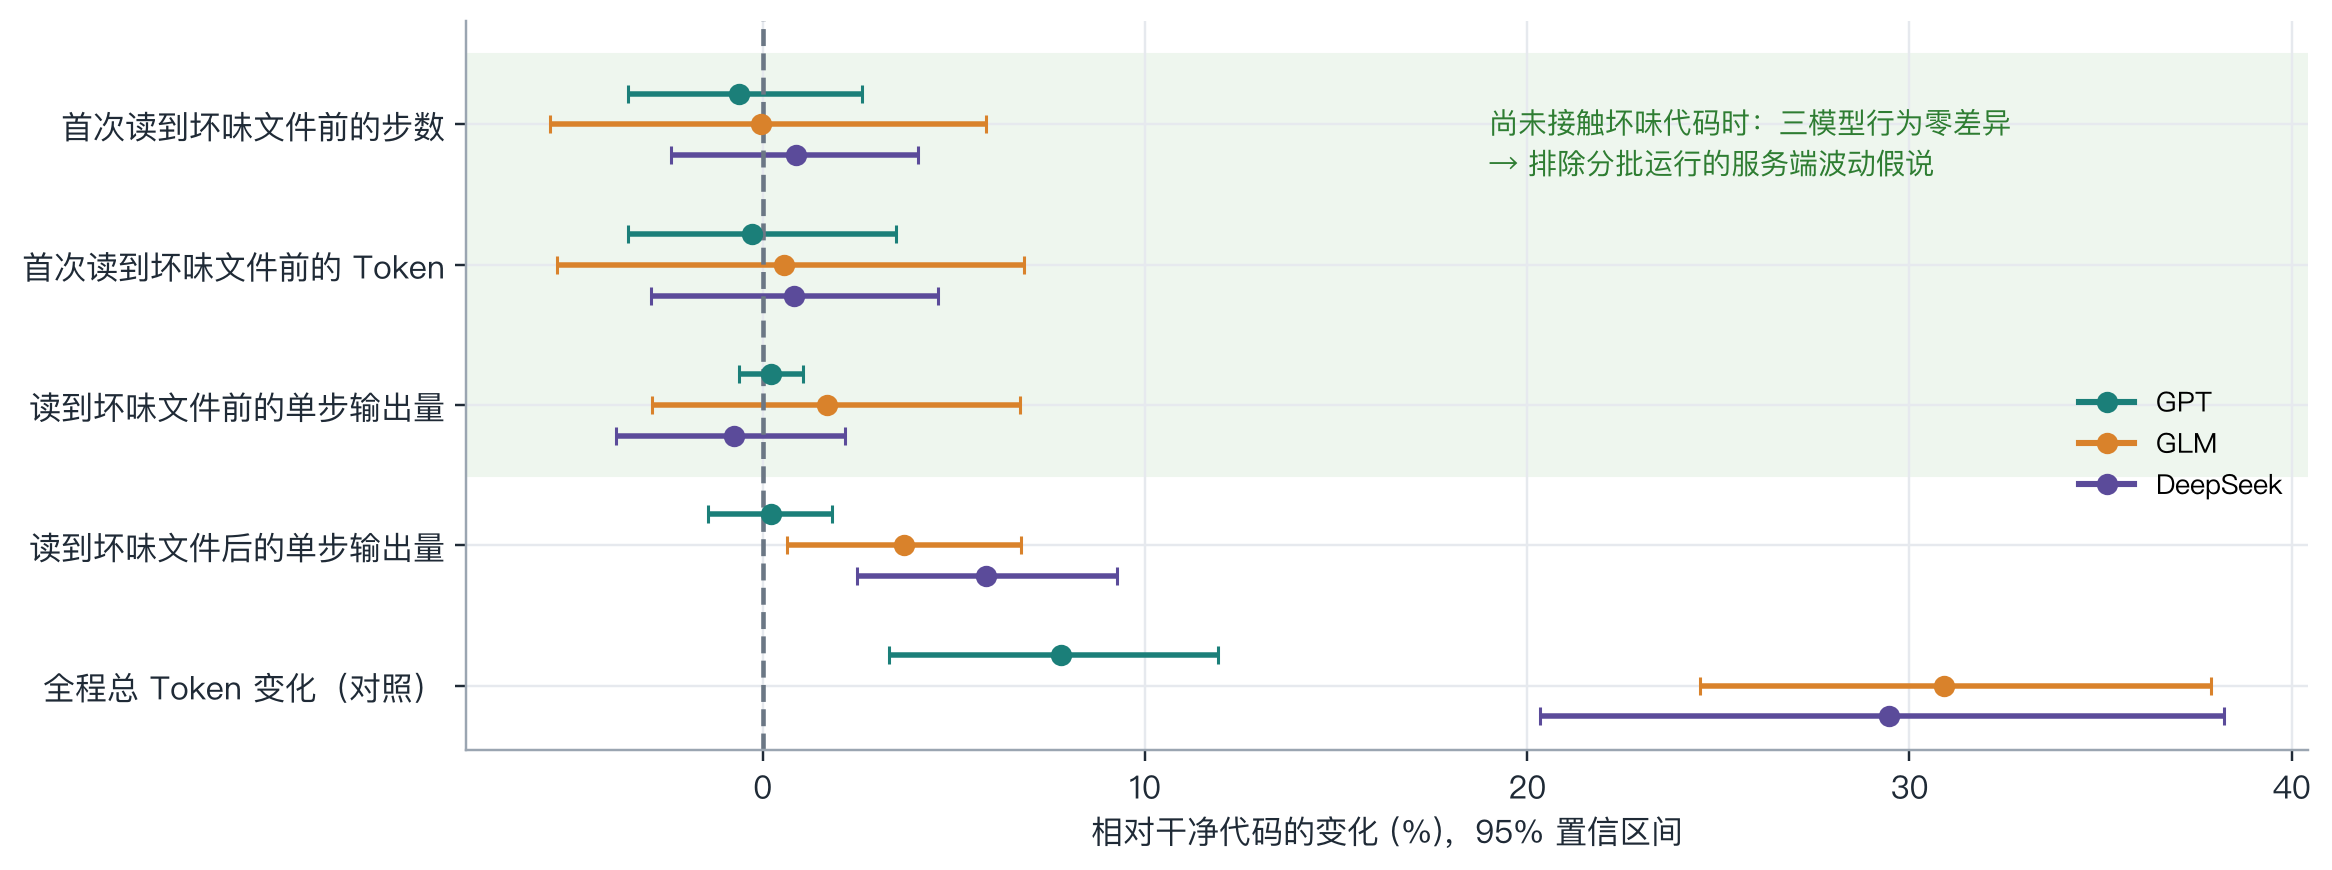 首次读到坏味文件前的步数
首次读到坏味文件前的 Token
读到坏味文件前的单步输出量
读到坏味文件后的单步输出量
全程总 Token 变化（对照）
尚未接触坏味代码时：三模型行为零差异
→ 排除分批运行的服务端波动假说
GPT
GLM
DeepSeek
0
10
20
30
40
相对干净代码的变化 (%)，95% 置信区间